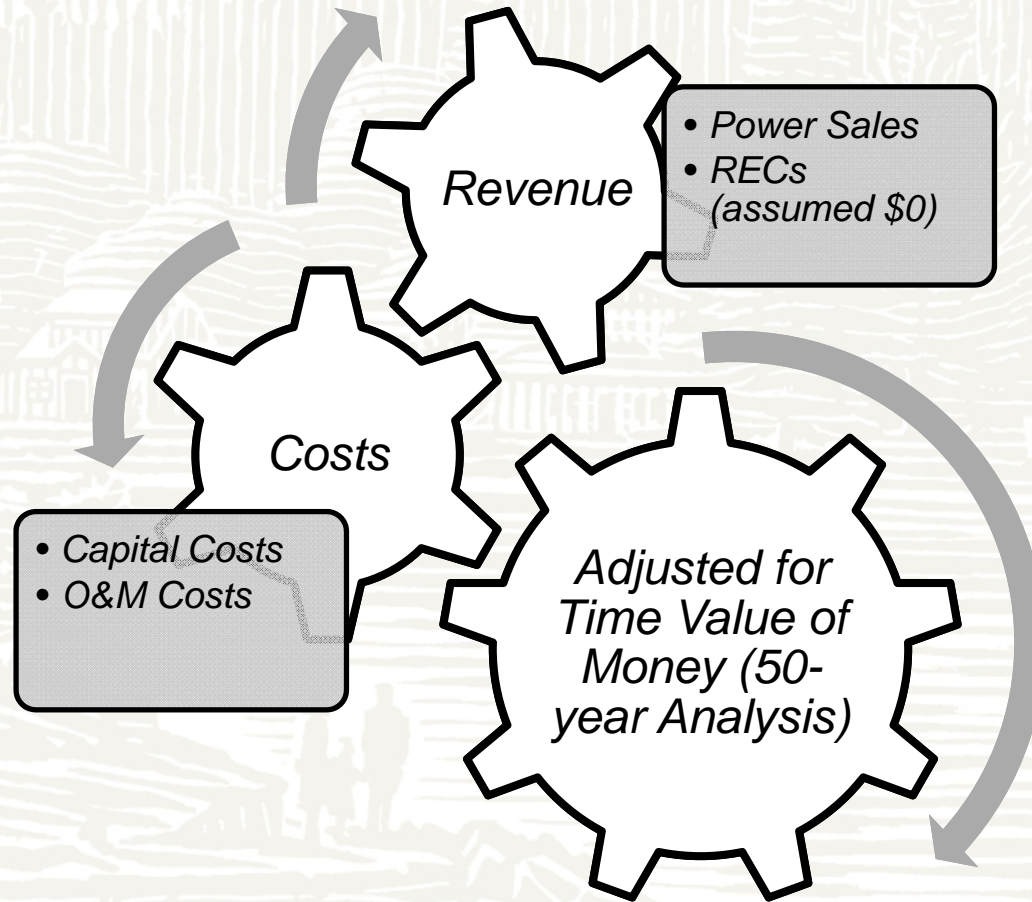 Revenue
• Power Sales
• RECs
(assumed $0)
Costs
• Capital Costs
• O&M Costs
Adjusted for
Time Value of
Money (50-
year Analysis)